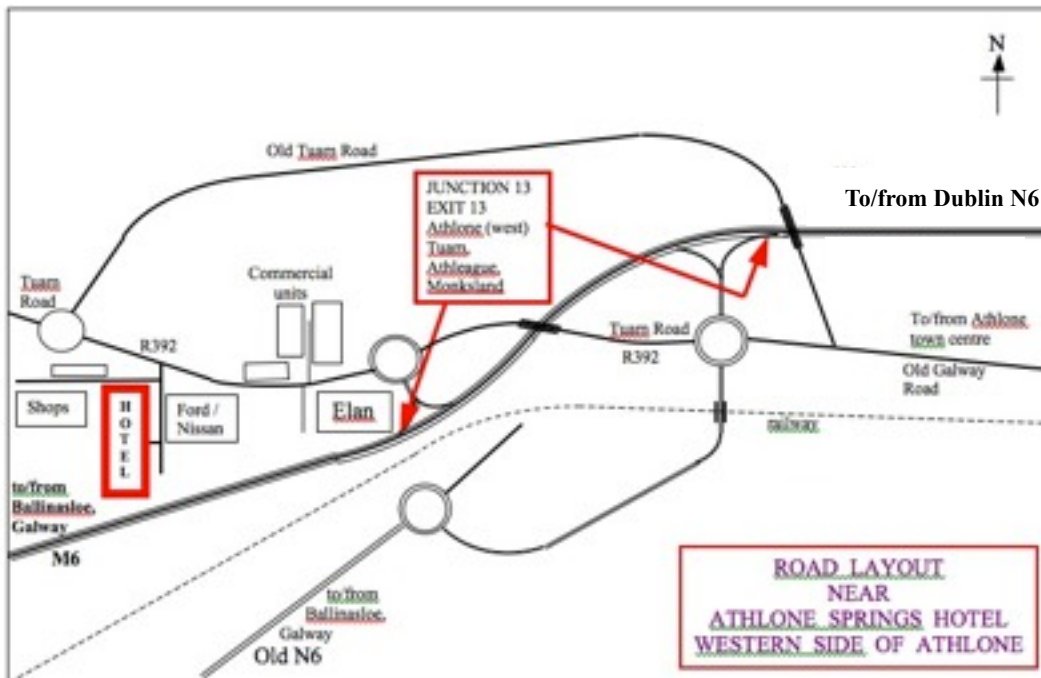 N
Old Tuam Road
JUNCTION 13
EXIT 13
Athlone (west)
Tuam,
Athleague,
Monksland
To/from Dublin N6
Tuam
Road
Commercial
units
R392
Tuam Road
R392
To/from Athlone
town centre
Old Galway
Road
Shops
HOTEL
Ford /
Nissan
Elan
railway
to/from
Ballinasloe,
Galway
M6
to/from
Ballinasloe,
Galway
Old N6
ROAD LAYOUT
NEAR
ATHLONE SPRINGS HOTEL
WESTERN SIDE OF ATHLONE